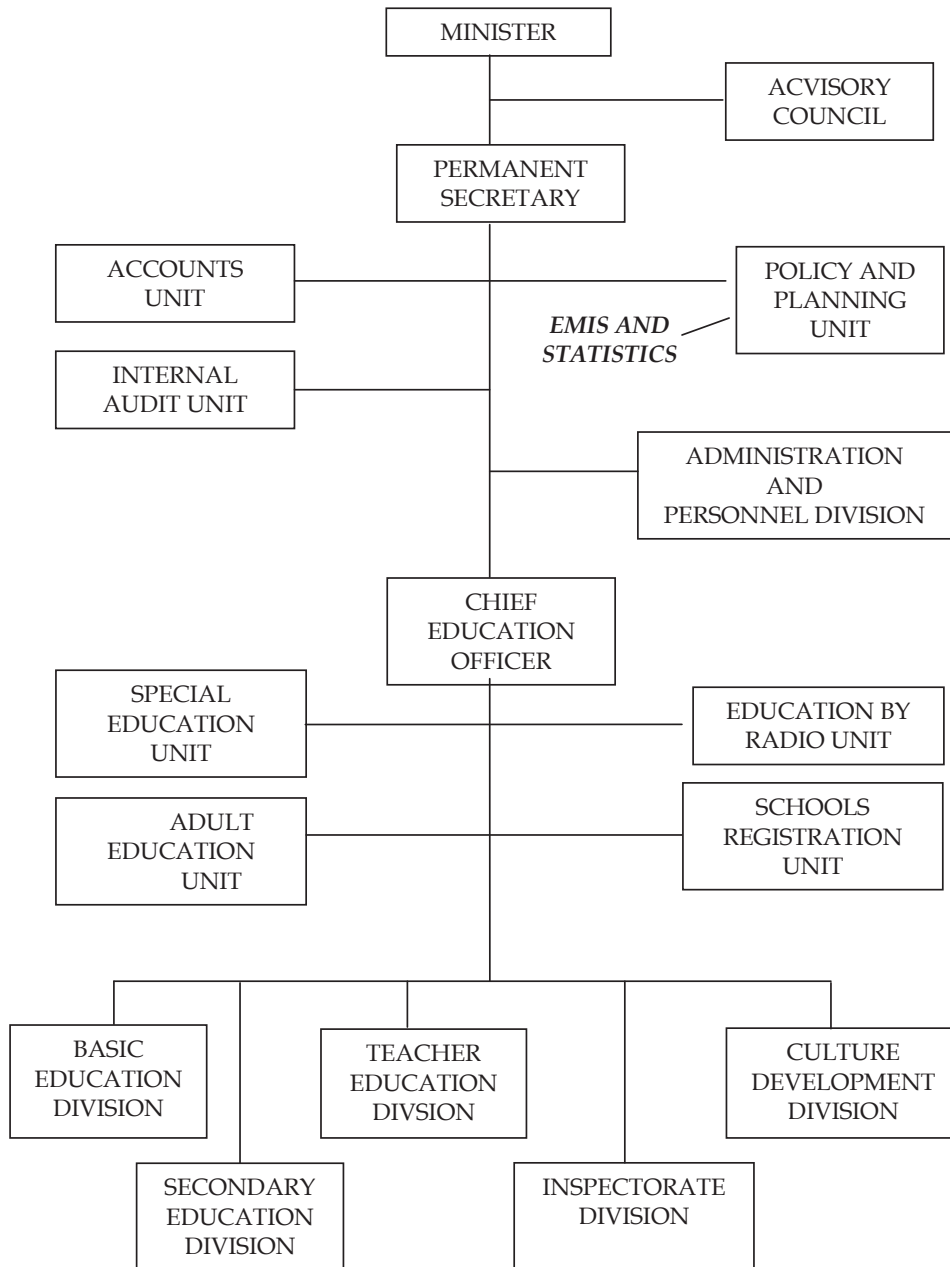 MINISTER
ACVISORY
COUNCIL
PERMANENT
SECRETARY
ACCOUNTS
UNIT
POLICY AND
PLANNING
UNIT
EMIS AND
STATISTICS
INTERNAL
AUDIT UNIT
ADMINISTRATION
AND
PERSONNEL DIVISION
CHIEF
EDUCATION
OFFICER
SPECIAL
EDUCATION
UNIT
EDUCATION BY
RADIO UNIT
ADULT
EDUCATION
UNIT
SCHOOLS
REGISTRATION
UNIT
BASIC
EDUCATION
DIVISION
TEACHER
EDUCATION
DIVSION
CULTURE
DEVELOPMENT
DIVISION
SECONDARY
EDUCATION
DIVISION
INSPECTORATE
DIVISION